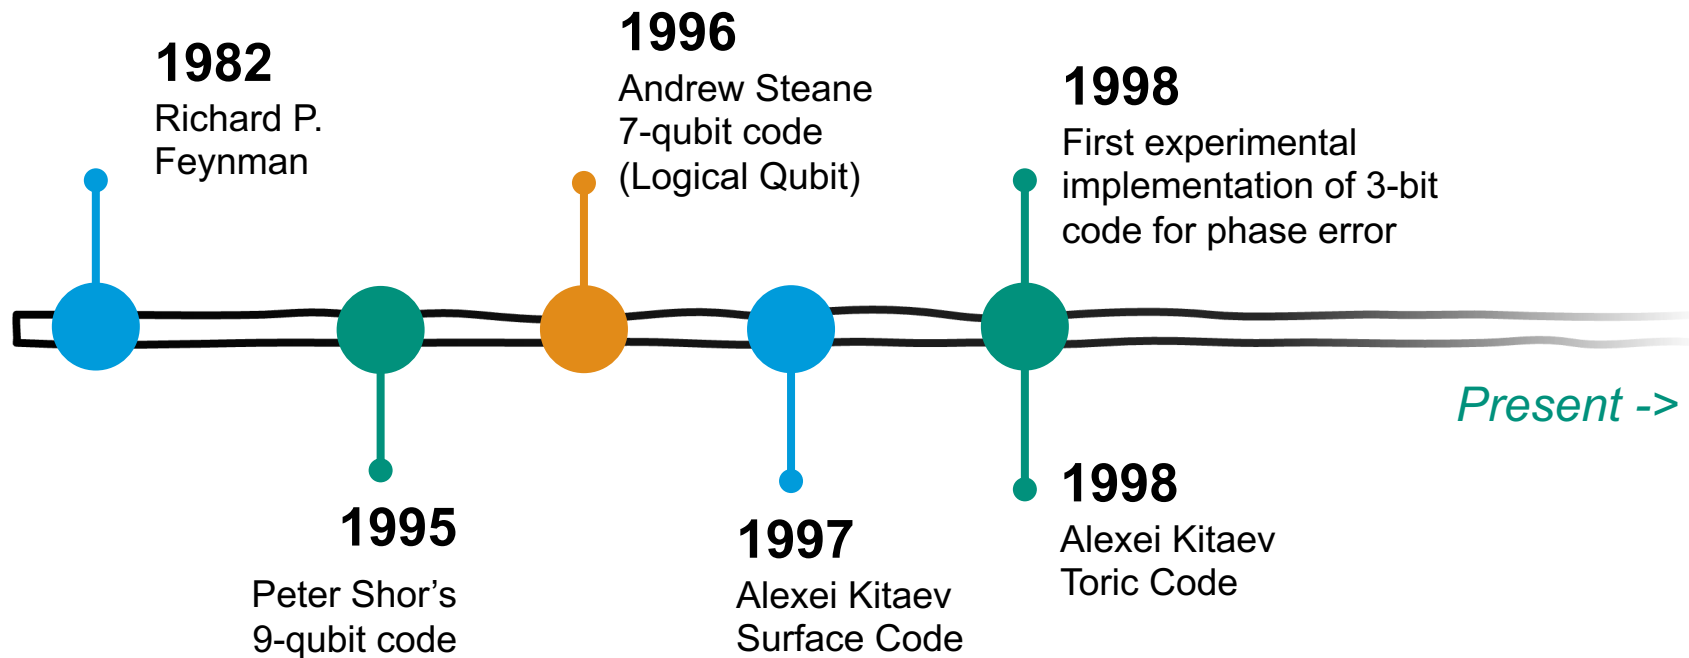 1982
Richard P.
Feynman
1995
Peter Shor’s
9-qubit code
1996
Andrew Steane
7-qubit code
(Logical Qubit)
1997
Alexei Kitaev
Surface Code
1998
First experimental
implementation of 3-bit
code for phase error
1998
Alexei Kitaev
Toric Code
Present ->